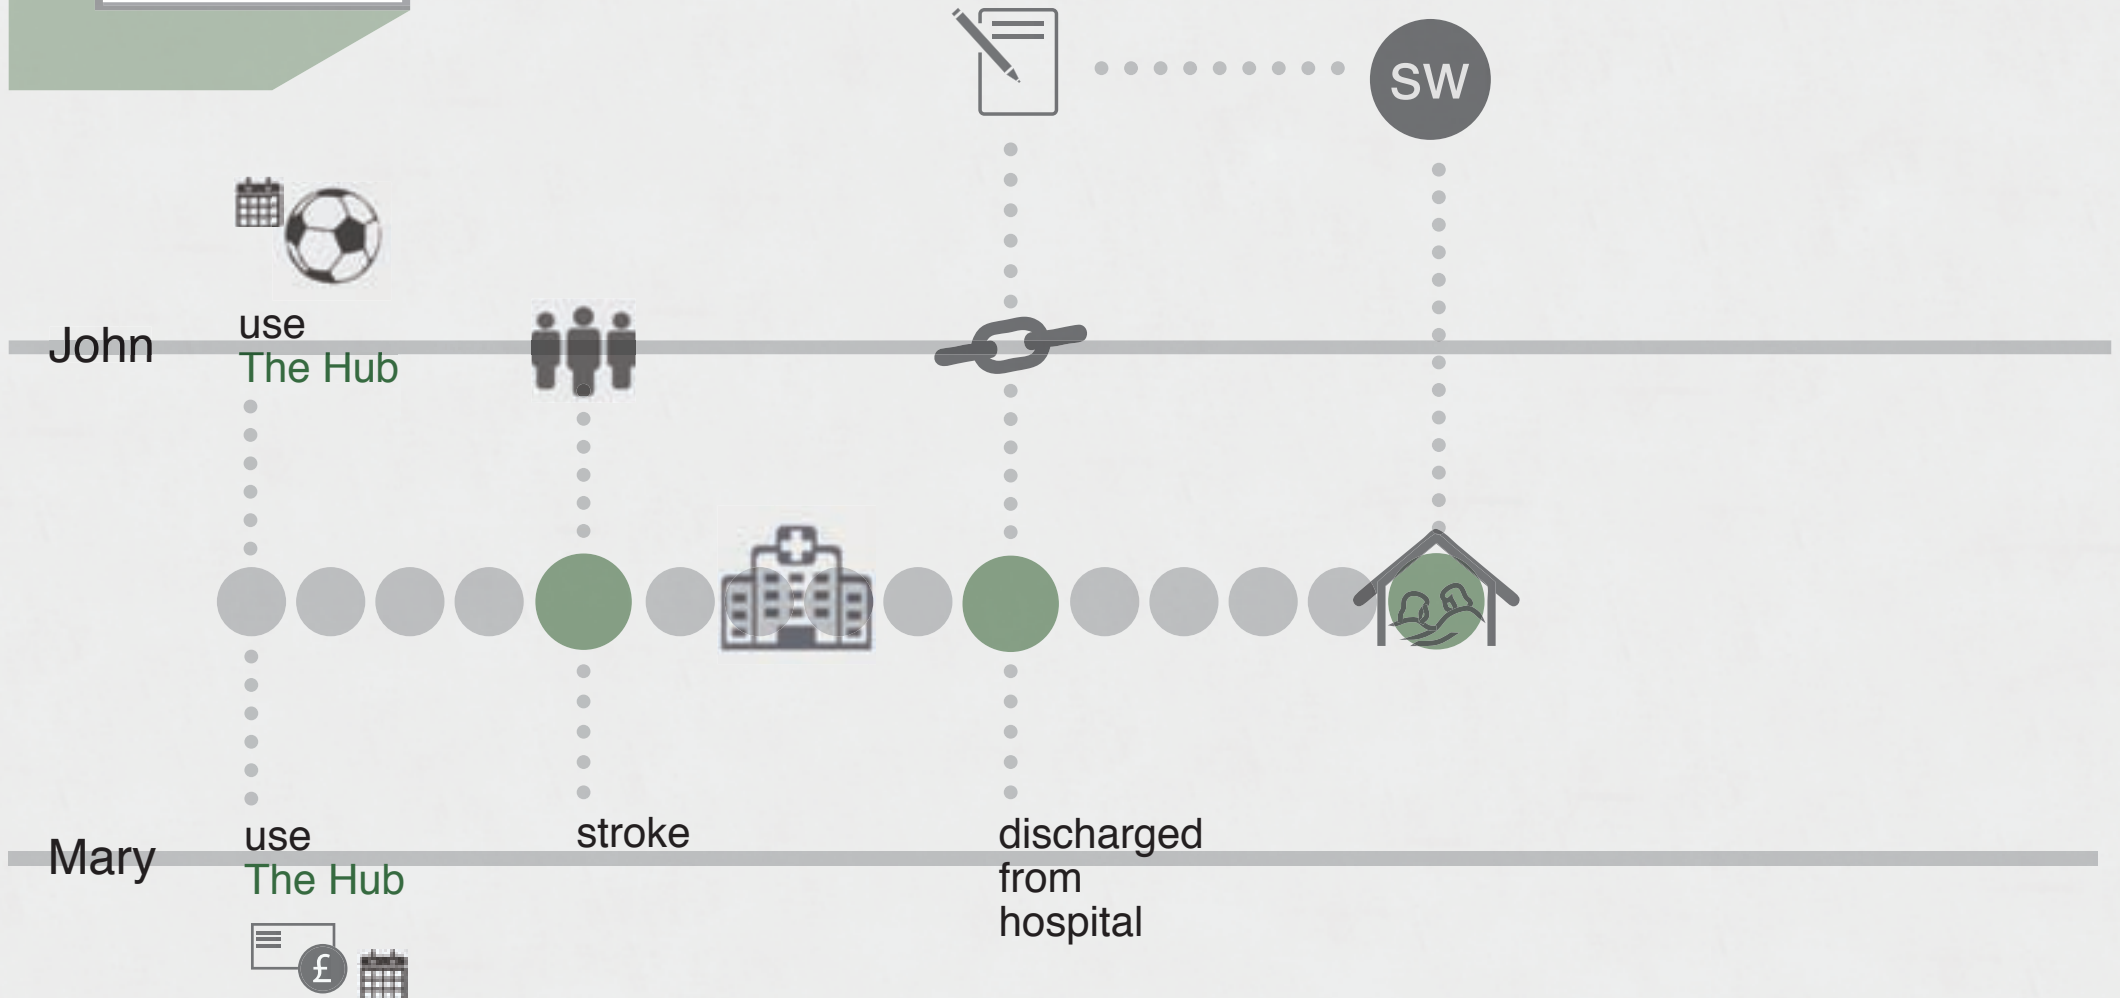 SW
use
John
The Hub
stroke
use
discharged
Mary
The Hub
from
hospital
£